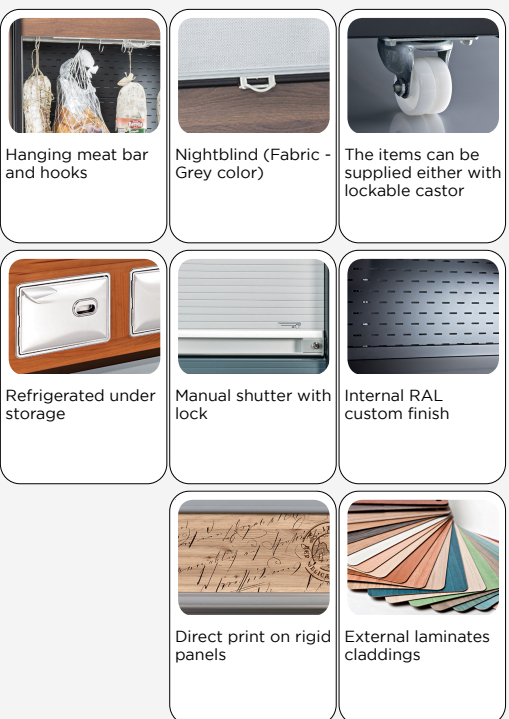 Hanging meat bar
and hooks
Nightblind (Fabric -
Grey color)
The items can be
supplied either with
lockable castor
Refrigerated under
storage
Manual shutter with
lock
Internal RAL
custom finish
Direct print on rigid
panels
External laminates
claddings